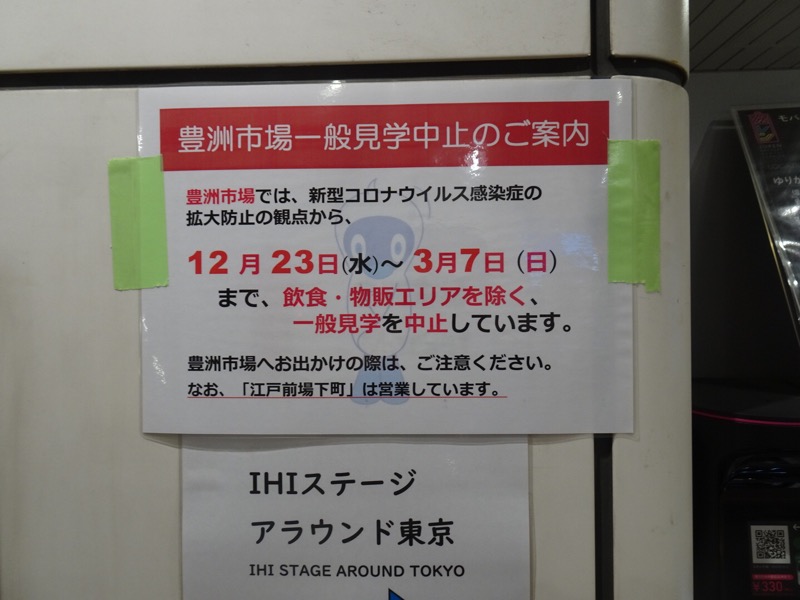 豊洲市場一般見学中止のご案内
豊洲市場では、新型コロナウイルス感染症の
拡大防止の観点から、
12月23日(水)～3月7日(日)
まで、飲食・物販エリアを除く、
一般見学を中止しています。
豊洲市場へお出かけの際は、ご注意ください。
なお、「江戸前場下町」は営業しています。
IHIステージ
アラウンド東京
IHI STAGE AROUND TOKYO
モバ
ゆりか
¥330